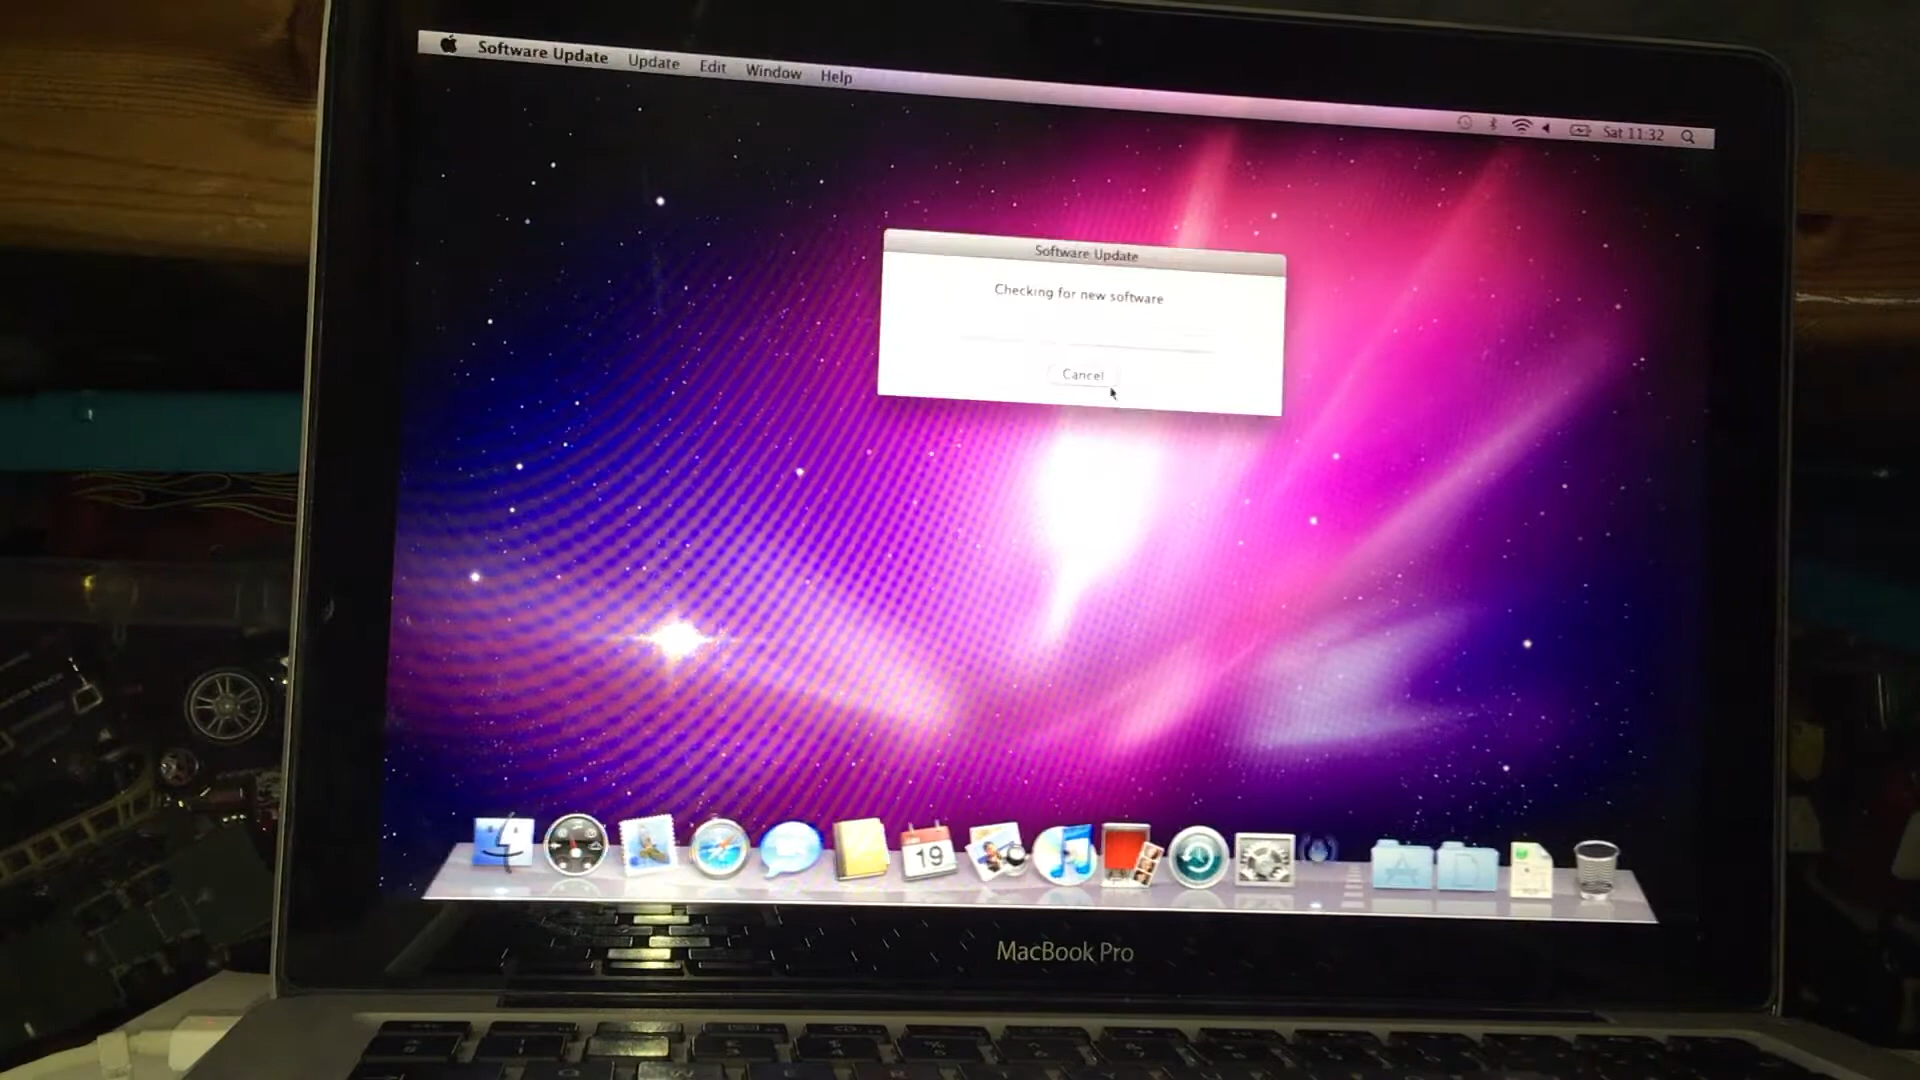 Software Update Update Edit Window Help
Sat 11:32
Software Update
Checking for new software
Cancel
19
MacBook Pro